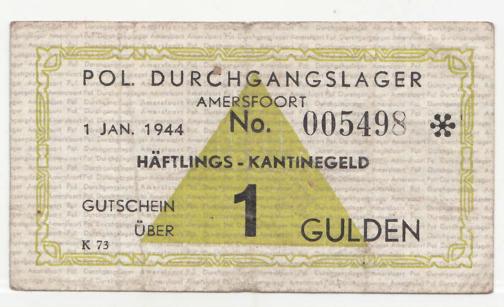 POL. DURCHGANGSLAGER
AMERSFOORT
1 JAN. 1944 No. 005498 *
HÄFTLINGS - KANTINEGELD
GUTSCHEIN
ÜBER 1 GULDEN
K 73